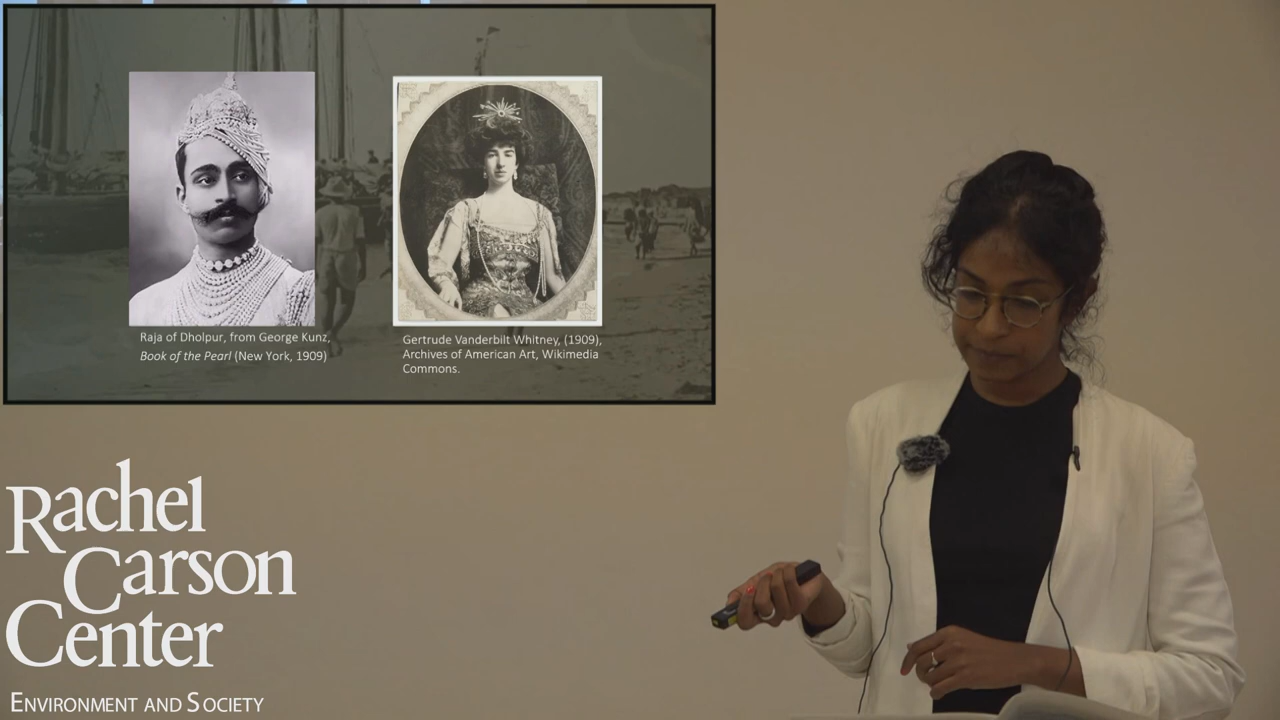 Raja of Dholpur, from George Kunz,
Book of the Pearl (New York, 1909)
Gertrude Vanderbilt Whitney, (1909),
Archives of American Art, Wikimedia
Commons.
Rachel
Carson
Center
ENVIRONMENT AND SOCIETY